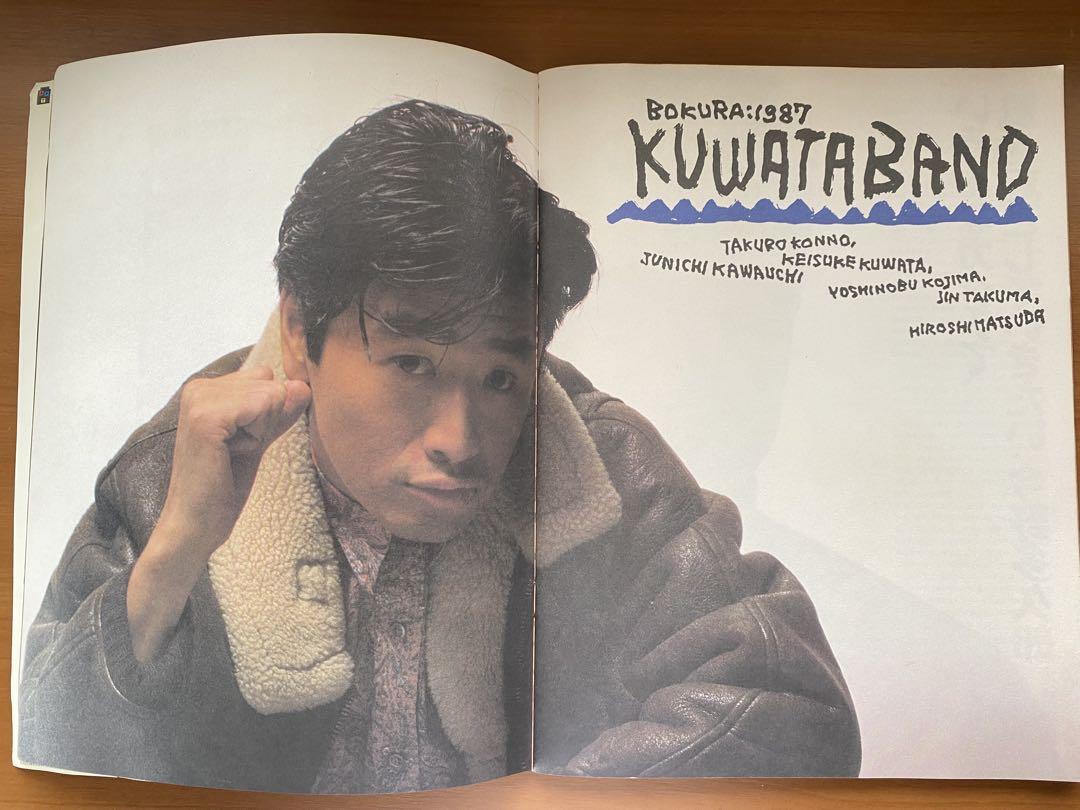 BOKURA:1987
KUWATABAND
TAKURO KONNO,
KEISUKE KUWATA,
JUNICHI KAWAUCHI
YOSHINOBU KOJIMA,
JIN TAKUMA,
HIROSHI MATSUDA